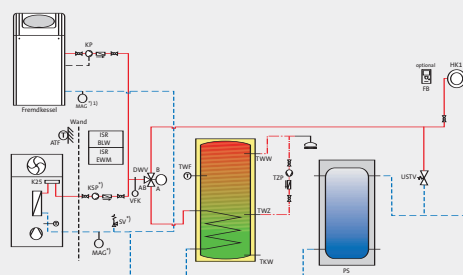 KP
optional
HK1
FB
MAG *) 1)
Fremdkessel
Wand
ATF
ISR
BLW
ISR
EWM
DWV
B
A
AB
VFK
K25
KSP*)
SV*)
MAG*)
TWF
TWW
TZP
TWZ
TKW
USTV
PS